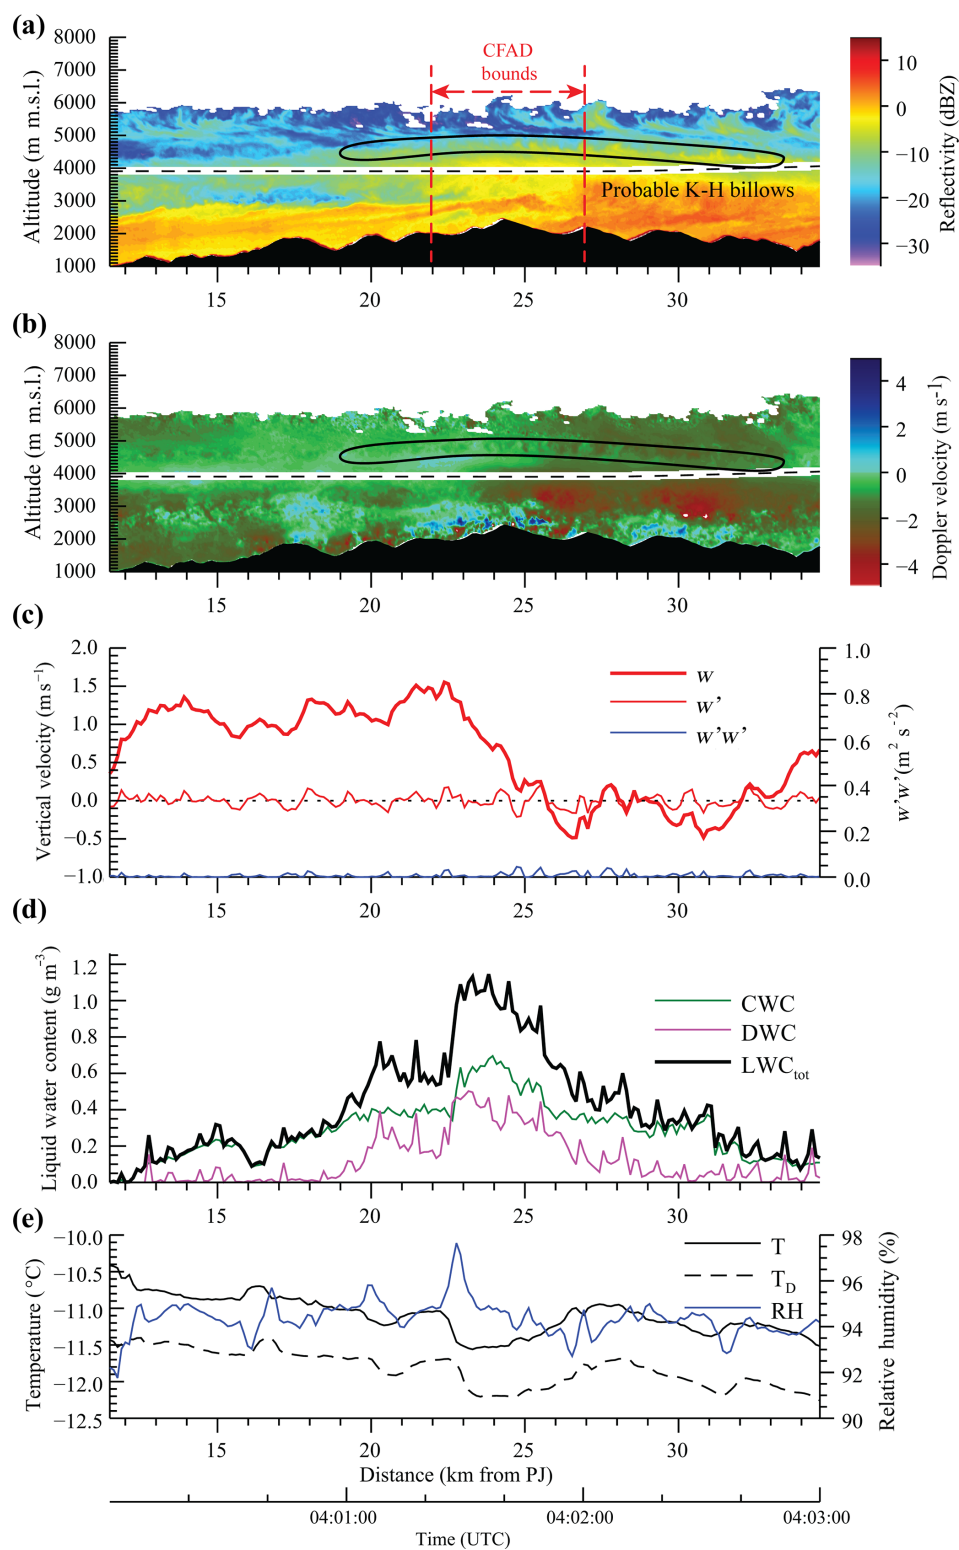 (a)
8000
7000
6000
5000
4000
3000
2000
1000
Altitude (m m.s.l.)
CFAD
bounds
Probable K-H billows
10
0
−10
−20
−30
Reflectivity (dBZ)
15
20
25
30
(b)
8000
7000
6000
5000
4000
3000
2000
1000
Altitude (m m.s.l.)
4
2
0
−2
−4
Doppler velocity (m s⁻¹)
15
20
25
30
(c)
2.0
1.5
1.0
0.5
0.0
−0.5
−1.0
Vertical velocity (m s⁻¹)
w
w'
w'w'
1.0
0.8
0.6
0.4
0.2
0.0
w'w' (m² s⁻²)
15
20
25
30
(d)
1.2
1.0
0.8
0.6
0.4
0.2
0.0
Liquid water content (g m⁻³)
CWC
DWC
LWCtot
15
20
25
30
(e)
−10.0
−10.5
−11.0
−11.5
−12.0
−12.5
Temperature (°C)
T
TD
RH
98
96
94
92
90
Relative humidity (%)
15
20
25
30
Distance (km from PJ)
04:01:00
04:02:00
04:03:00
Time (UTC)